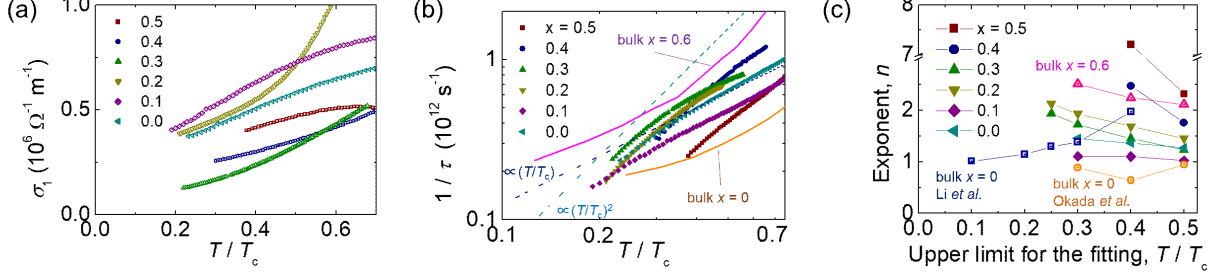 (a)
1.0
0.5
0.0
σ₁ (10⁶ Ω⁻¹ m⁻¹)
0.5
0.4
0.3
0.2
0.1
0.0
0.0 0.2 0.4 0.6
T / Tc
(b)
1
0.1
1 / τ (10¹² s⁻¹)
x = 0.5
0.4
0.3
0.2
0.1
0.0
bulk x = 0.6
∝(T/Tc)
∝(T/Tc)²
bulk x = 0
0.1 0.2 0.7
T / Tc
(c)
8
7
2
1
0
Exponent, n
x = 0.5
0.4
0.3
0.2
0.1
0.0
bulk x = 0.6
bulk x = 0
Li et al.
bulk x = 0
Okada et al.
0.0 0.1 0.2 0.3 0.4 0.5
Upper limit for the fitting, T / Tc